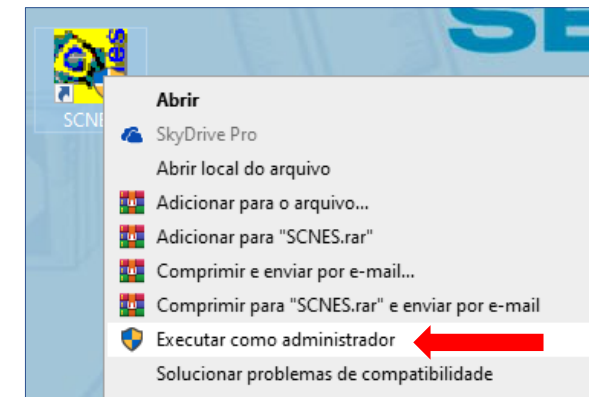 SE
SCNE
Abrir
SkyDrive Pro
Abrir local do arquivo
Adicionar para o arquivo...
Adicionar para "SCNES.rar"
Comprimir e enviar por e-mail...
Comprimir para "SCNES.rar" e enviar por e-mail
Executar como administrador
Solucionar problemas de compatibilidade